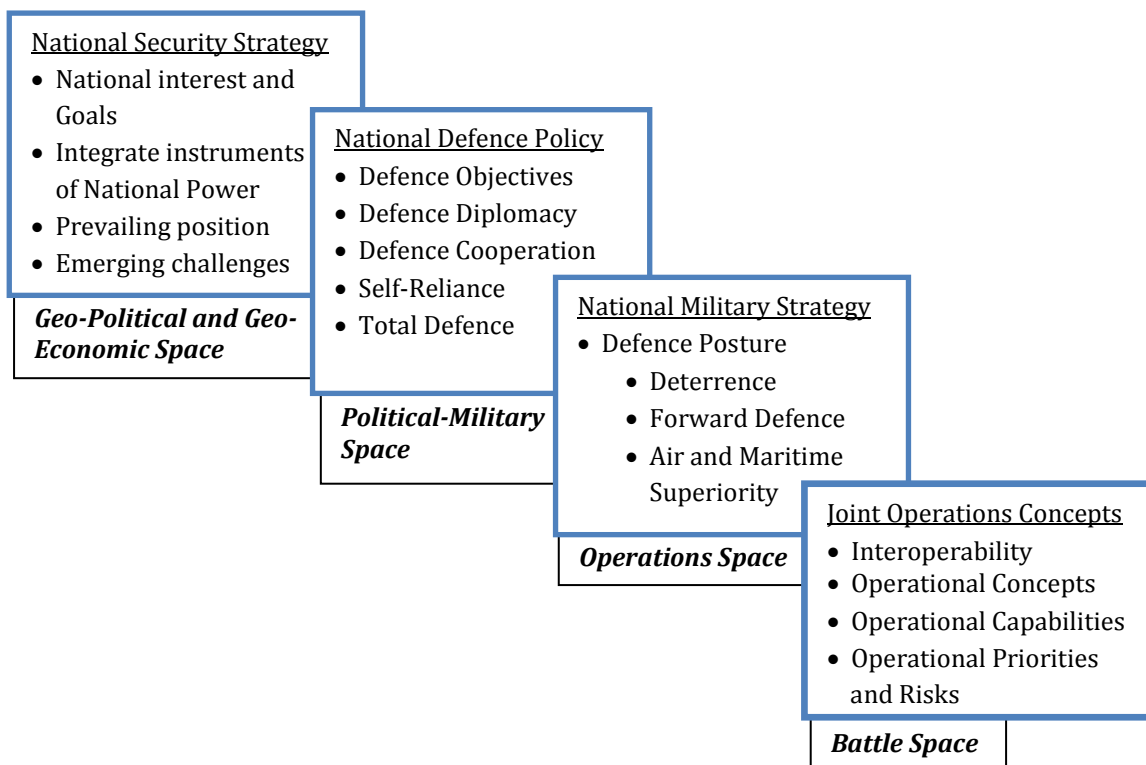 National Security Strategy
• National interest and
Goals
• Integrate instruments
of National Power
• Prevailing position
• Emerging challenges
Geo-Political and Geo-
Economic Space
National Defence Policy
• Defence Objectives
• Defence Diplomacy
• Defence Cooperation
• Self-Reliance
• Total Defence
Political-Military
Space
National Military Strategy
• Defence Posture
• Deterrence
• Forward Defence
• Air and Maritime
Superiority
Operations Space
Joint Operations Concepts
• Interoperability
• Operational Concepts
• Operational Capabilities
• Operational Priorities
and Risks
Battle Space